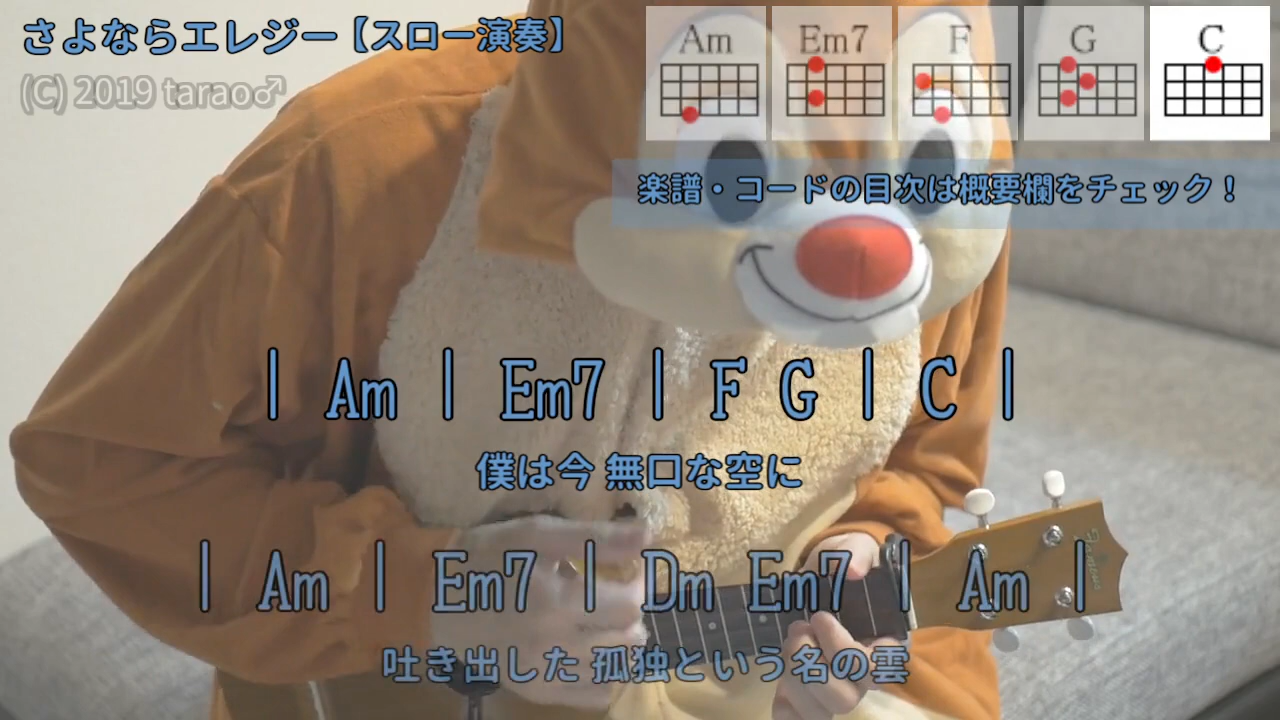 さよならエレジー【スロー演奏】
(C) 2019 tarao♂
Am Em7 F G C
楽譜・コードの目次は概要欄をチェック！
| Am | Em7 | F G | C |
僕は今 無口な空に
| Am | Em7 | Dm Em7 | Am |
吐き出した 孤独という名の雲